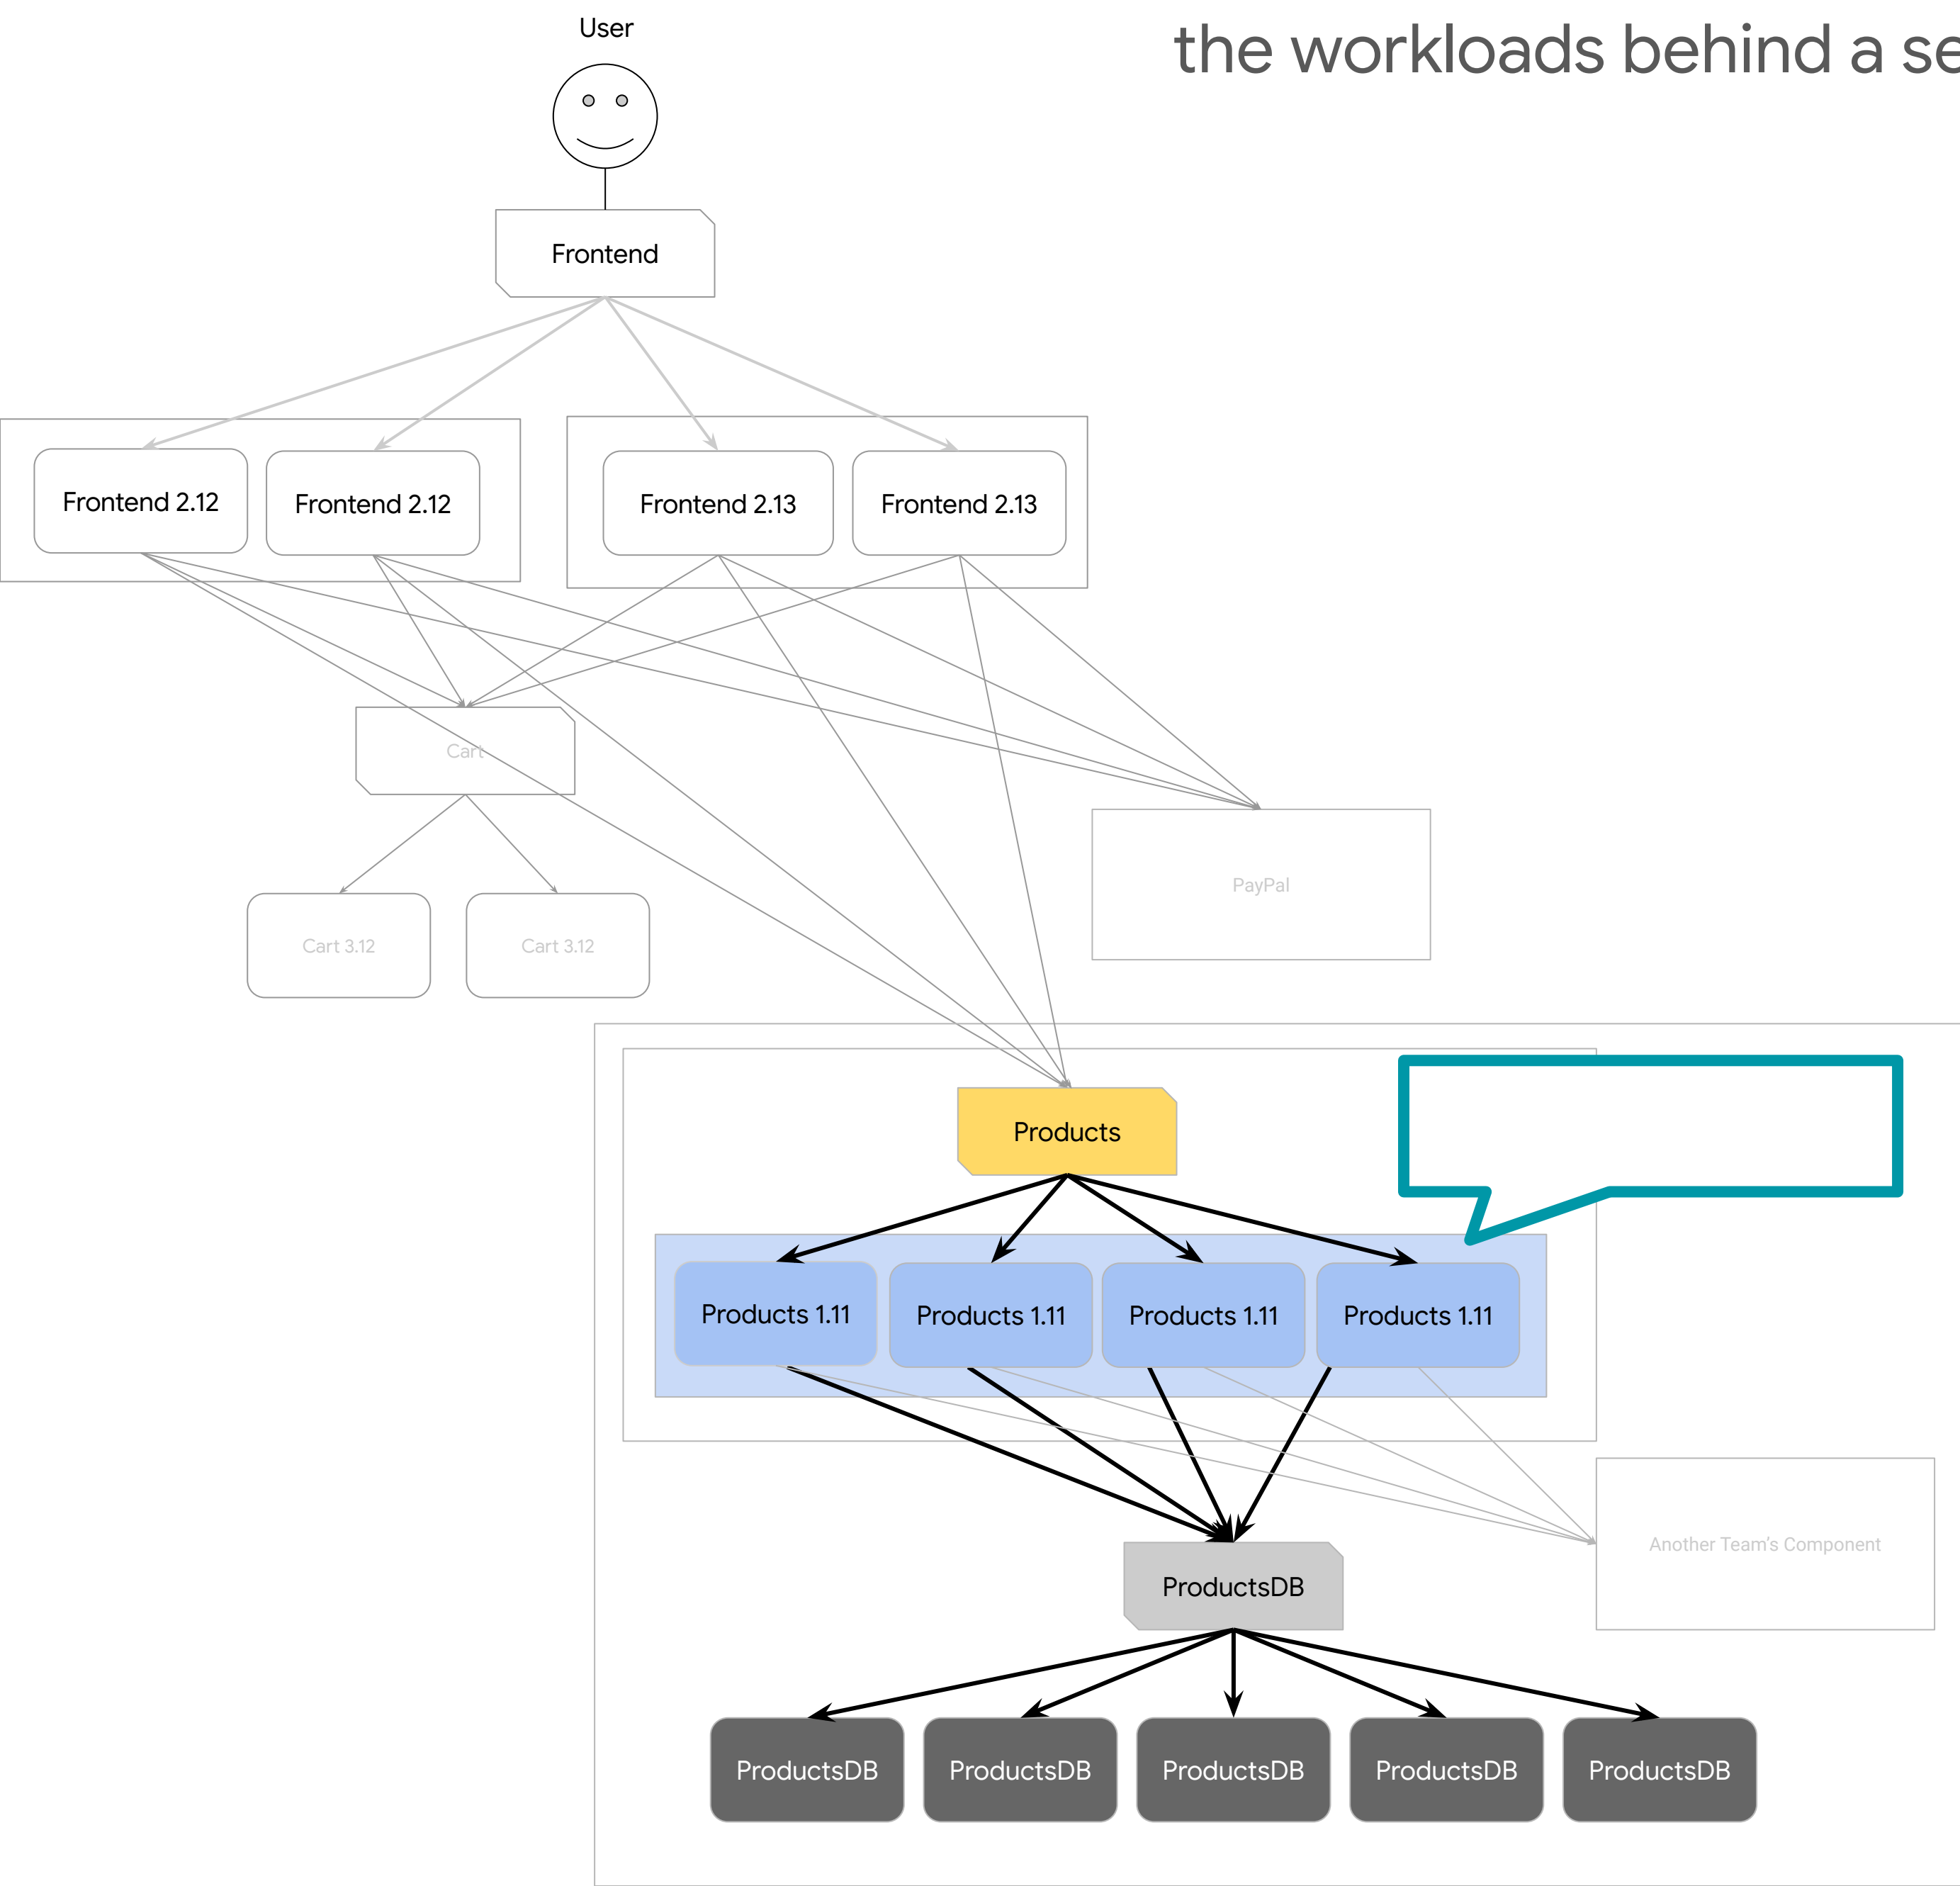 User
the workloads behind a se
Frontend
Frontend 2.12
Frontend 2.12
Frontend 2.13
Frontend 2.13
Cart
PayPal
Cart 3.12
Cart 3.12
Products
Products 1.11
Products 1.11
Products 1.11
Products 1.11
Another Team's Component
ProductsDB
ProductsDB
ProductsDB
ProductsDB
ProductsDB
ProductsDB